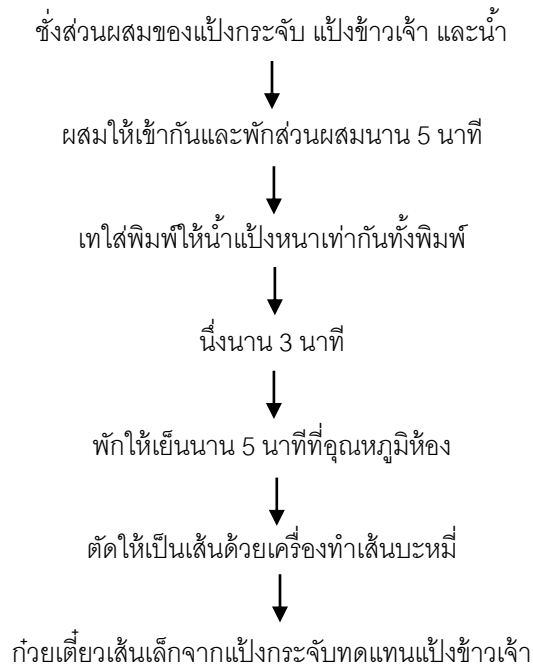 ชั่งส่วนผสมของแป้งกระจับ แป้งข้าวเจ้า และน้ำ
ผสมให้เข้ากันและพักส่วนผสมนาน 5 นาที
เทใส่พิมพ์ให้น้ำแป้งหนาเท่ากันทั้งพิมพ์
นึ่งนาน 3 นาที
พักให้เย็นนาน 5 นาทีที่อุณหภูมิห้อง
ตัดให้เป็นเส้นด้วยเครื่องทำเส้นบะหมี่
ก๋วยเตี๋ยวเส้นเล็กจากแป้งกระจับทดแทนแป้งข้าวเจ้า